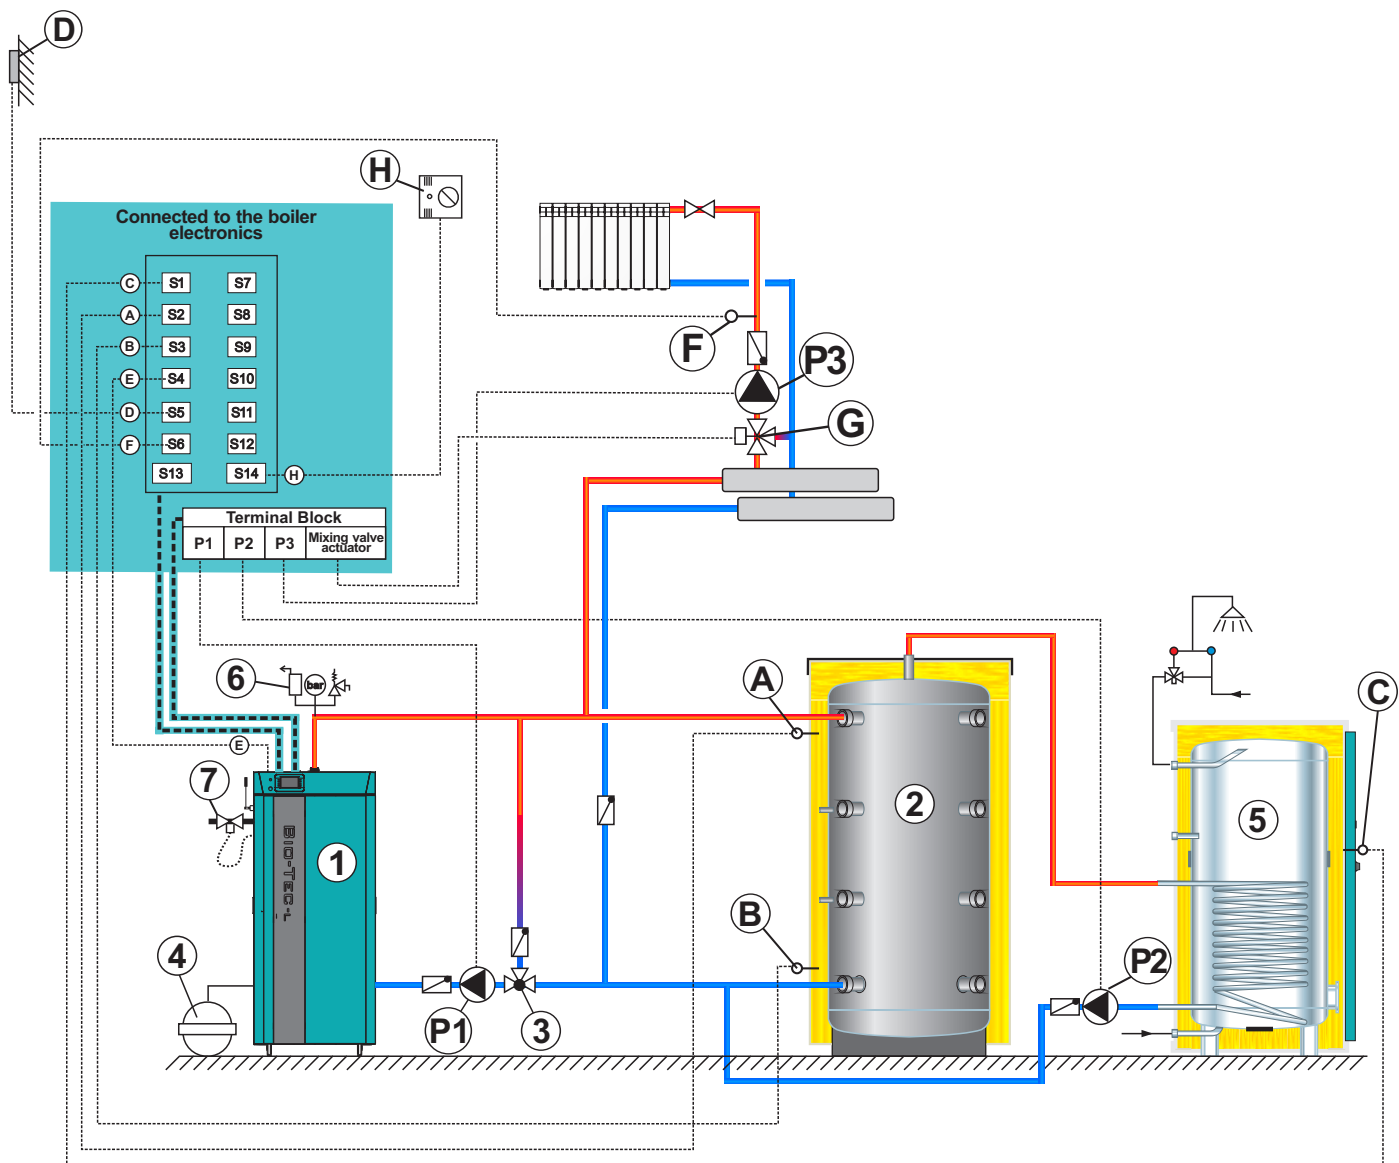 D
H
Connected to the boiler
electronics
C S1 S7
A S2 S8
B S3 S9
E S4 S10
D S5 S11
F S6 S12
S13 S14 H
Terminal Block
P1 P2 P3 Mixing valve
actuator
F
P3
G
6
bar
A
C
E
7
2
5
1
BIO-TEC-L
B
4
P2
P1
3